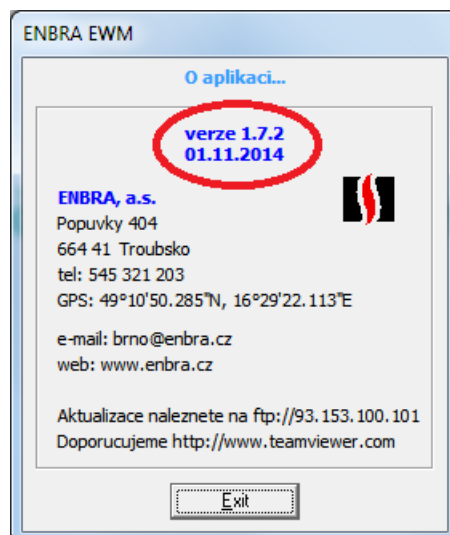 ENBRA EWM
O aplikaci...
verze 1.7.2
01.11.2014
ENBRA, a.s.
Popuvky 404
664 41 Troubsko
tel: 545 321 203
GPS: 49°10'50.285"N, 16°29'22.113"E
e-mail: brno@enbra.cz
web: www.enbra.cz
Aktualizace naleznete na ftp://93.153.100.101
Doporucujeme http://www.teamviewer.com
Exit